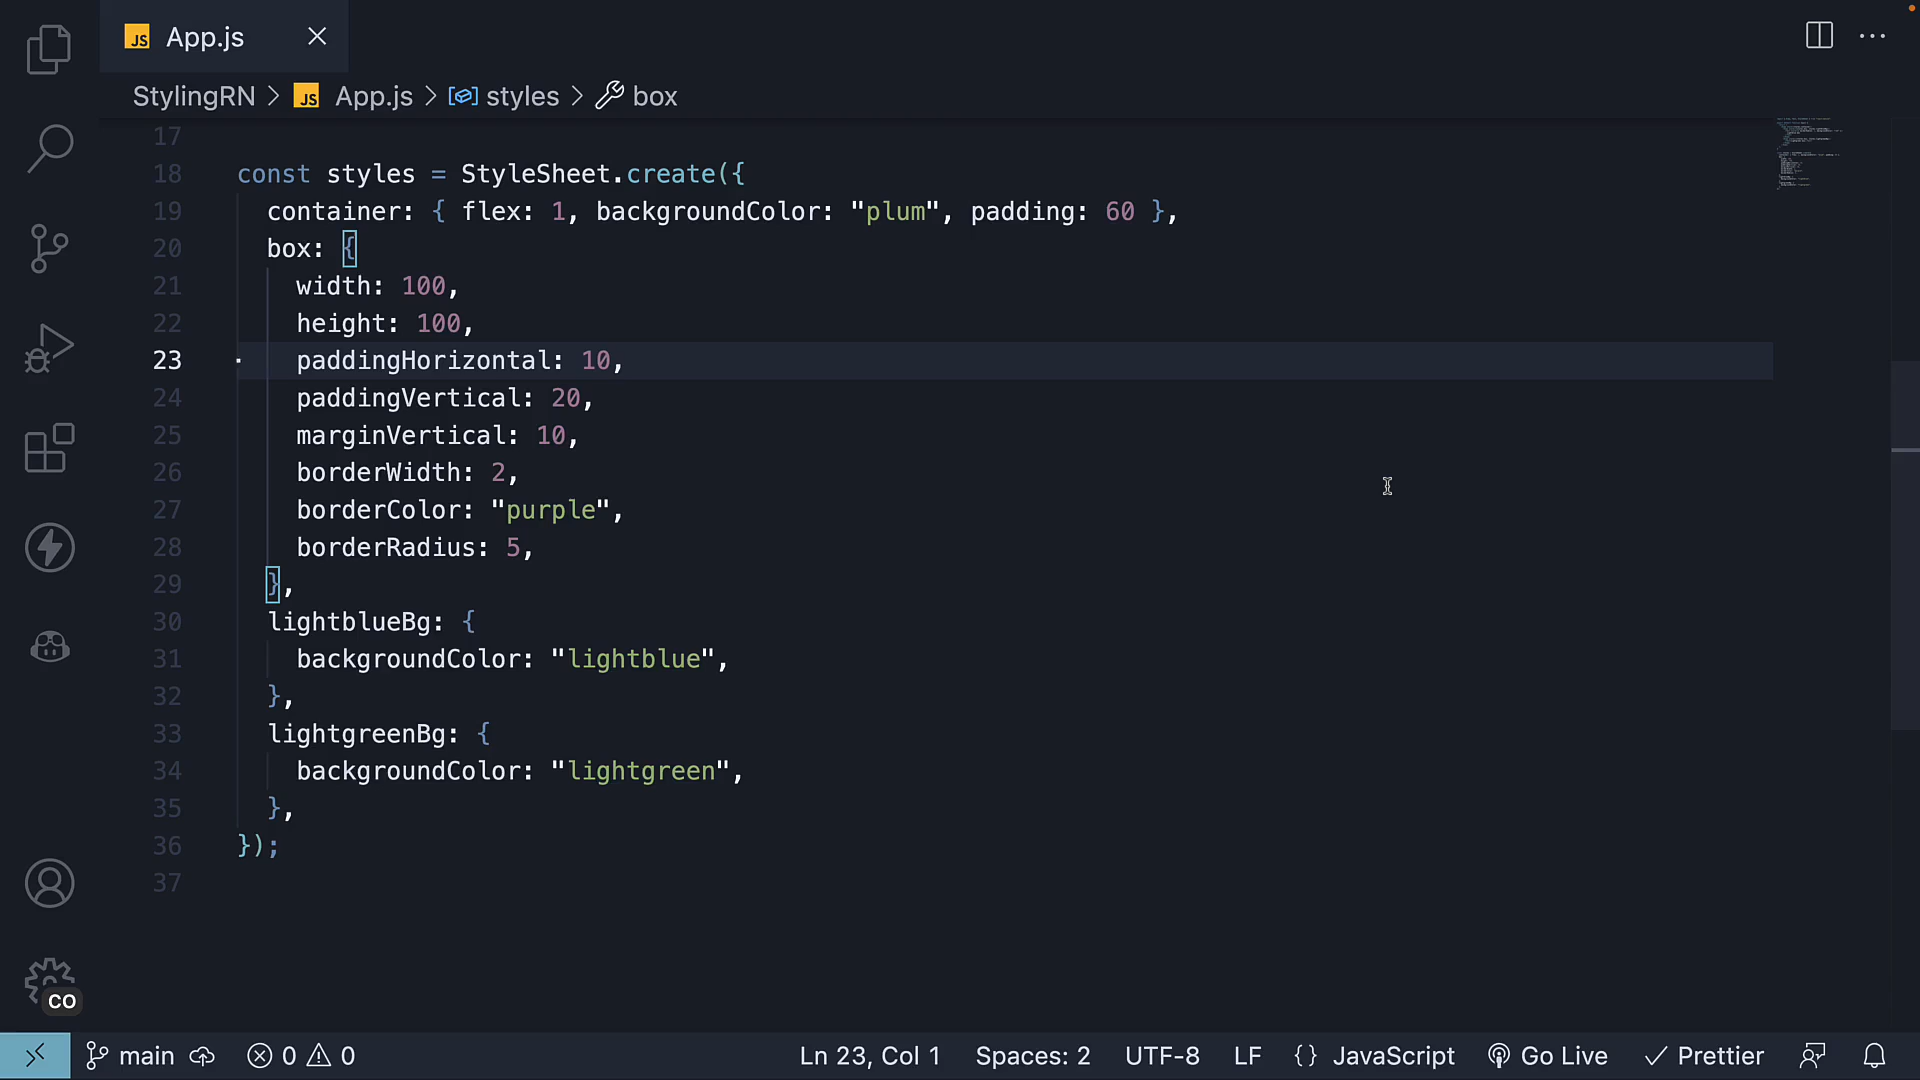 JS App.js
StylingRN > JS App.js > styles > box
17
18 const styles = StyleSheet.create({
19   container: { flex: 1, backgroundColor: "plum", padding: 60 },
20   box: {
21     width: 100,
22     height: 100,
23     paddingHorizontal: 10,
24     paddingVertical: 20,
25     marginVertical: 10,
26     borderWidth: 2,
27     borderColor: "purple",
28     borderRadius: 5,
29   },
30   lightblueBg: {
31     backgroundColor: "lightblue",
32   },
33   lightgreenBg: {
34     backgroundColor: "lightgreen",
35   },
36 });
37
CO
main 0 0 Ln 23, Col 1 Spaces: 2 UTF-8 LF {} JavaScript Go Live Prettier